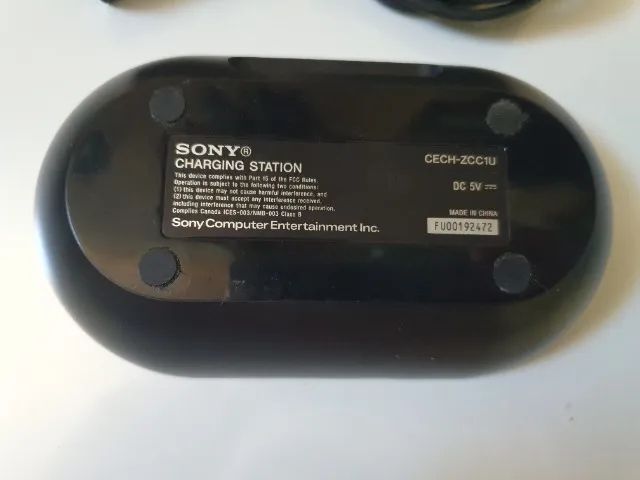 SONY®
CHARGING STATION
This device complies with Part 15 of the FCC Rules.
Operation is subject to the following two conditions:
(1) this device may not cause harmful interference, and
(2) this device must accept any interference received,
including interference that may cause undesired operation.
Complies Canada ICES-003/NMB-003 Class B
Sony Computer Entertainment Inc.
CECH-ZCC1U
DC 5V ⎓
MADE IN CHINA
FU00192472